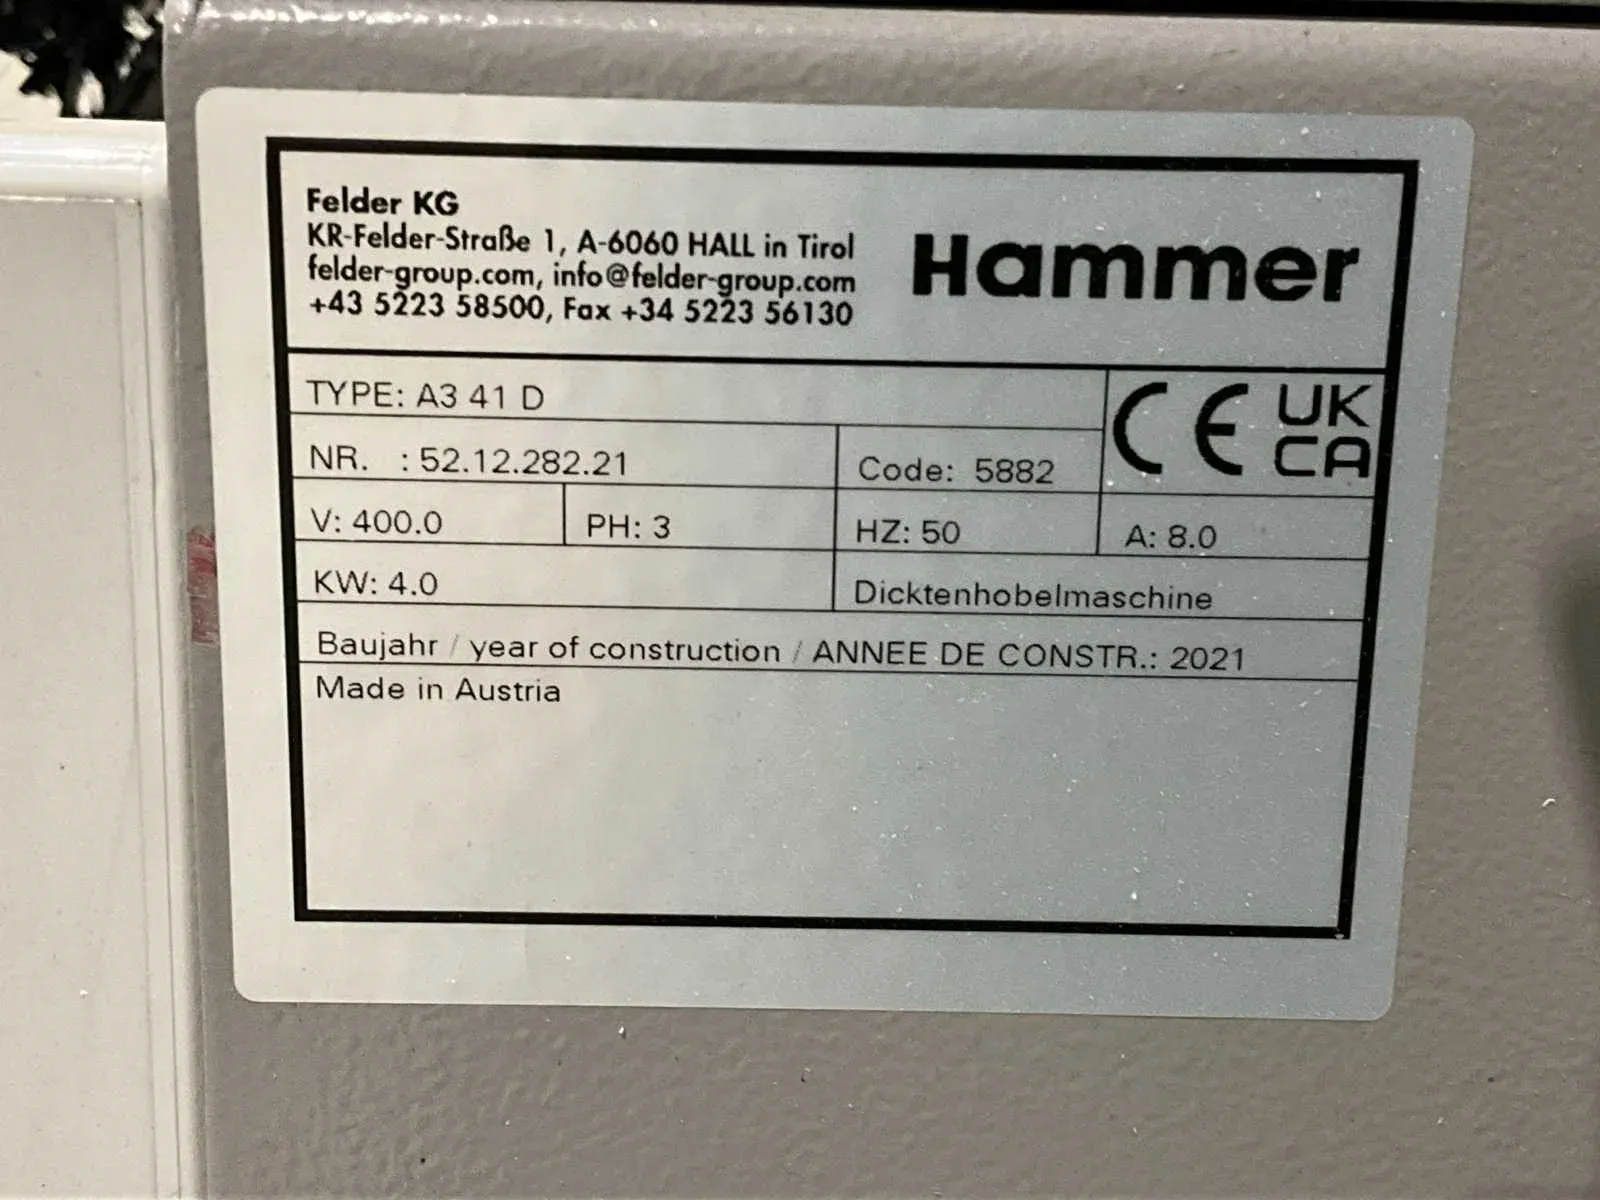 Felder KG
KR-Felder-Straße 1, A-6060 HALL in Tirol
felder-group.com, info@felder-group.com
+43 5223 58500, Fax +34 5223 56130
Hammer
TYPE: A3 41 D
CE UK
CA
NR. : 52.12.282.21 Code: 5882
V: 400.0 PH: 3 HZ: 50 A: 8.0
KW: 4.0 Dicktenhobelmaschine
Baujahr / year of construction / ANNEE DE CONSTR.: 2021
Made in Austria